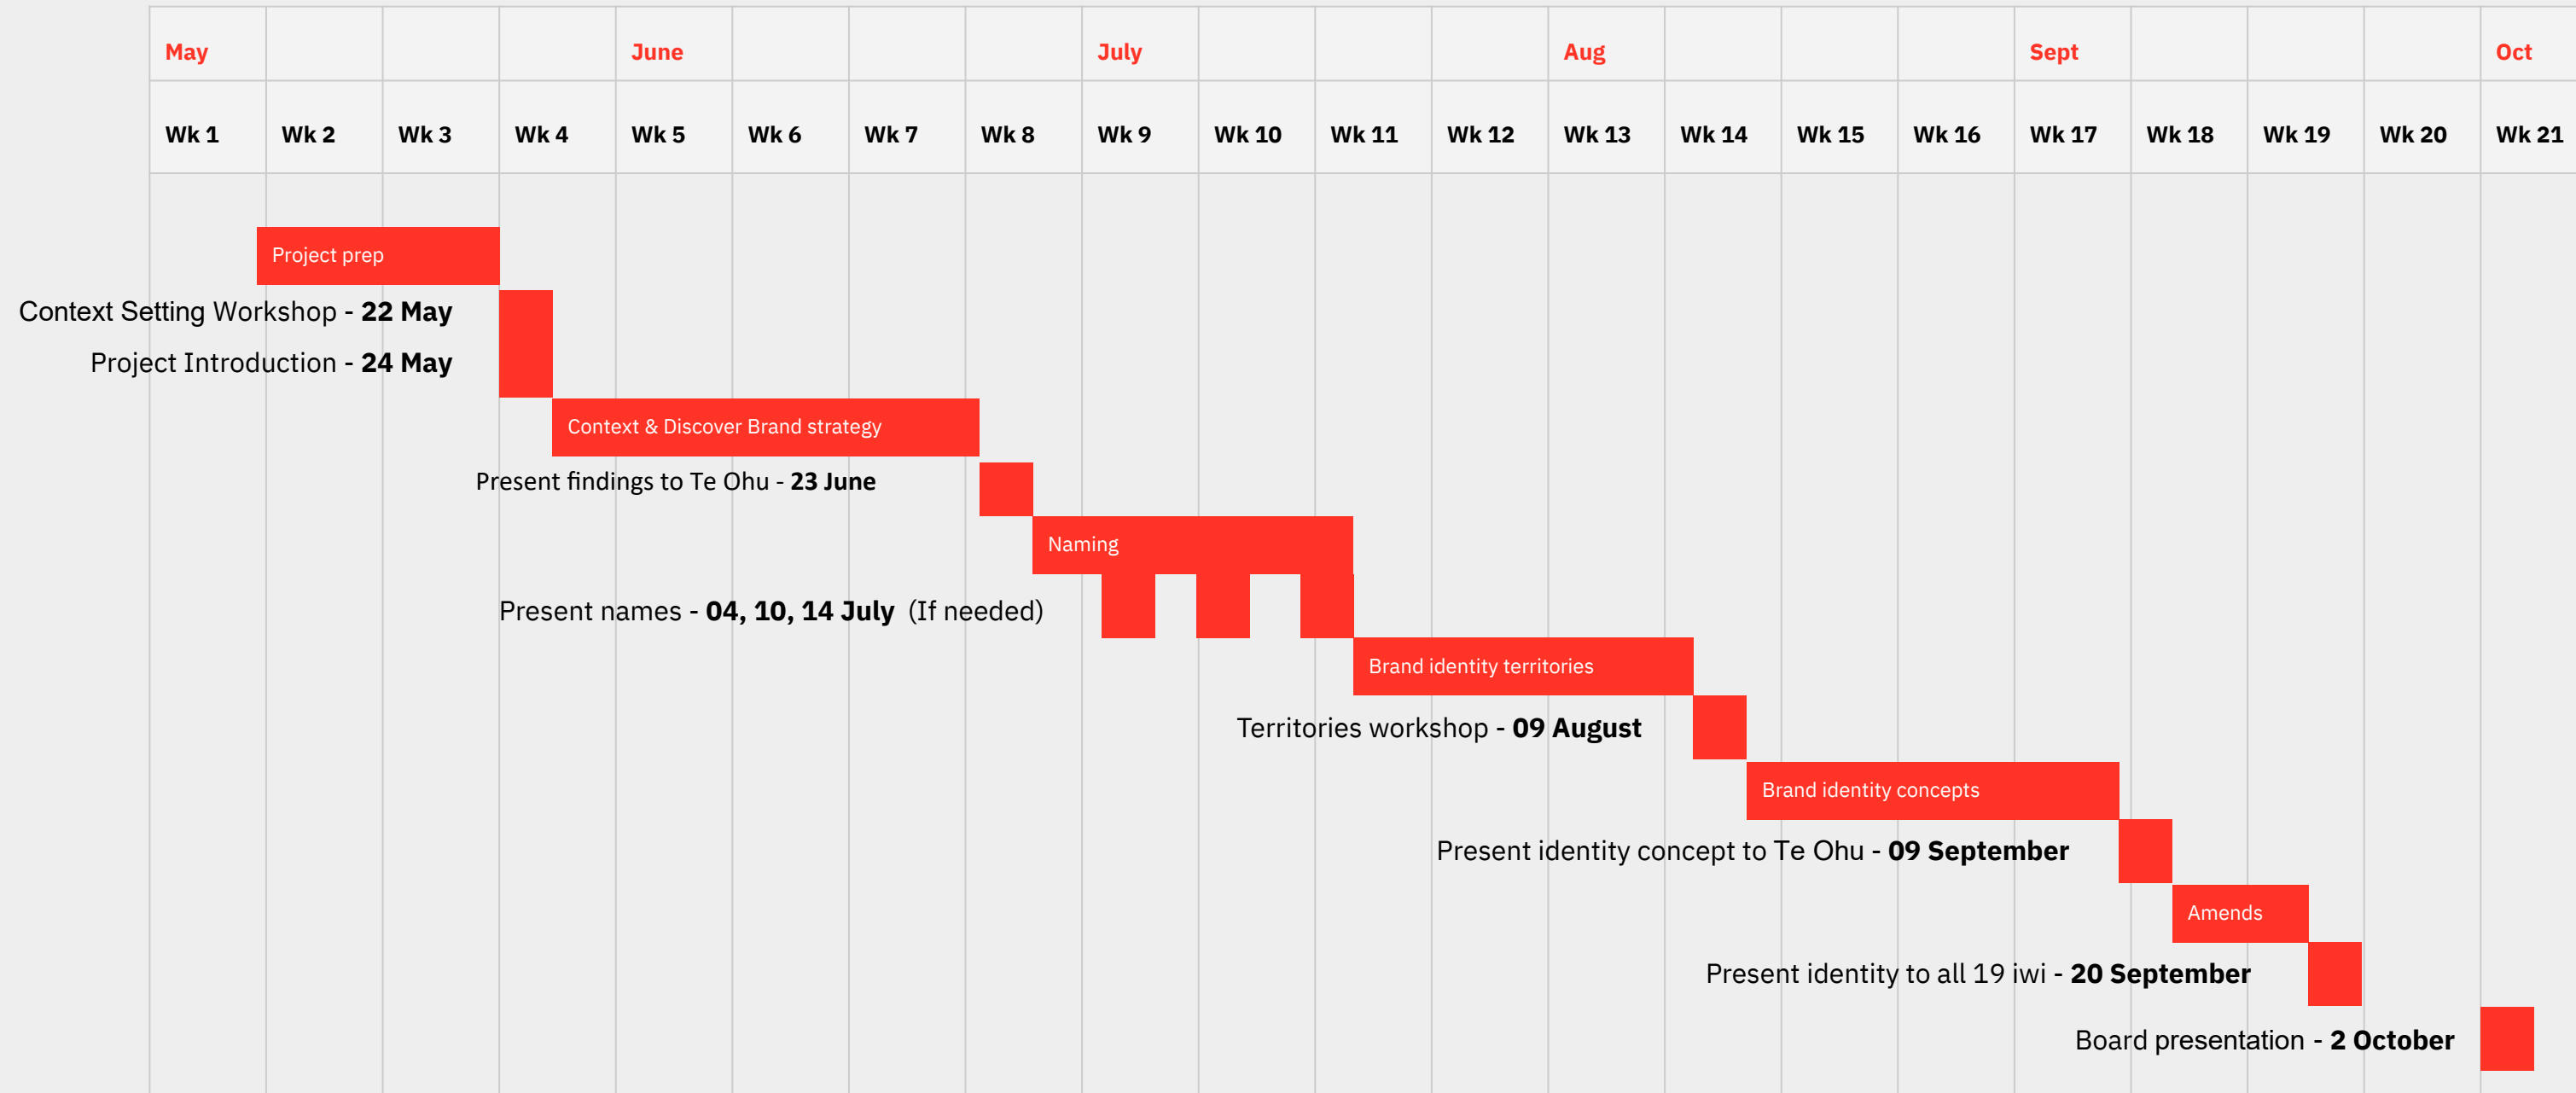 May June July Aug Sept Oct
Wk 1 Wk 2 Wk 3 Wk 4 Wk 5 Wk 6 Wk 7 Wk 8 Wk 9 Wk 10 Wk 11 Wk 12 Wk 13 Wk 14 Wk 15 Wk 16 Wk 17 Wk 18 Wk 19 Wk 20 Wk 21
Project prep
Context Setting Workshop - 22 May
Project Introduction - 24 May
Context & Discover Brand strategy
Present findings to Te Ohu - 23 June
Naming
Present names - 04, 10, 14 July (If needed)
Brand identity territories
Territories workshop - 09 August
Brand identity concepts
Present identity concept to Te Ohu - 09 September
Amends
Present identity to all 19 iwi - 20 September
Board presentation - 2 October